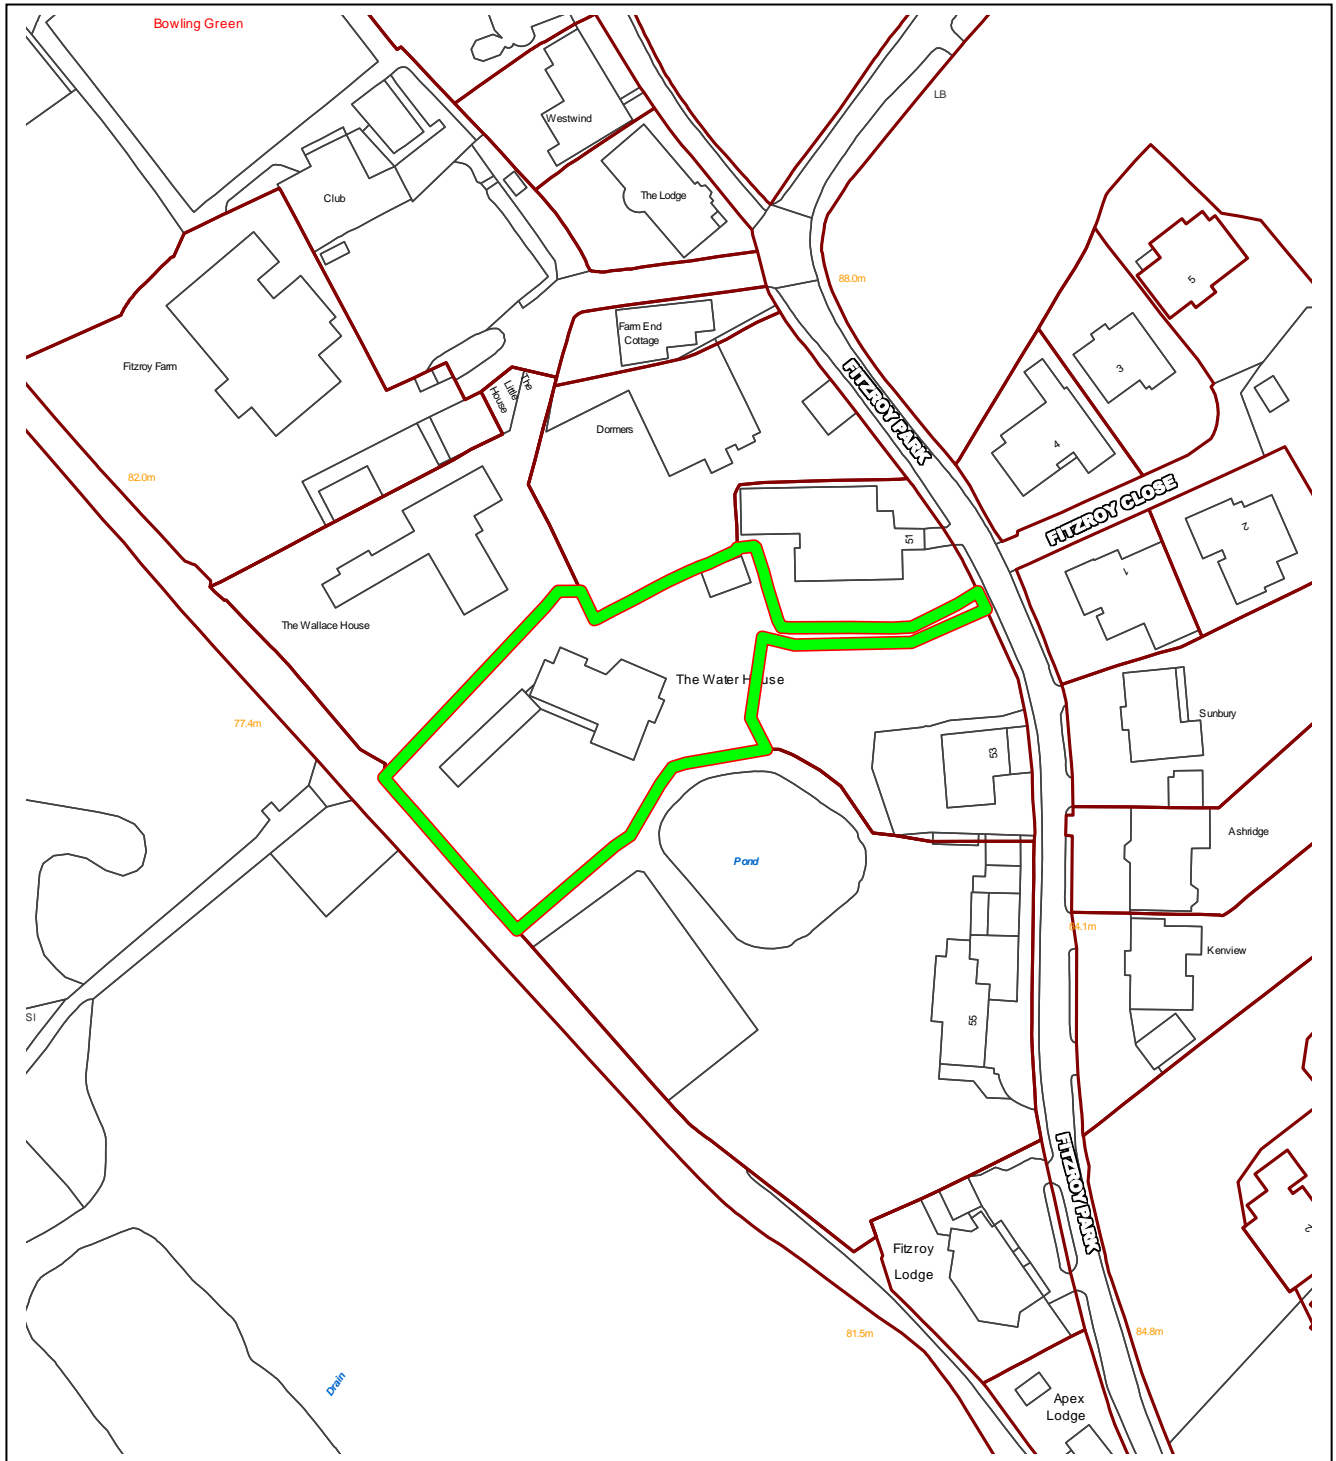 Bowling Green
LB
Westwind
The Lodge
Club
88.0m
5
Farm End
Cottage
Fitzroy Farm
The
Little
House
3
FITZROY PARK
Dormers
4
82.0m
FITZROY CLOSE
2
51
1
The Wallace House
The Water H use
Sunbury
77.4m
53
Ashridge
Pond
84.1m
Kenview
SI
55
FITZROY PARK
2
Fitzroy
Lodge
81.5m
84.8m
Drain
Apex
Lodge